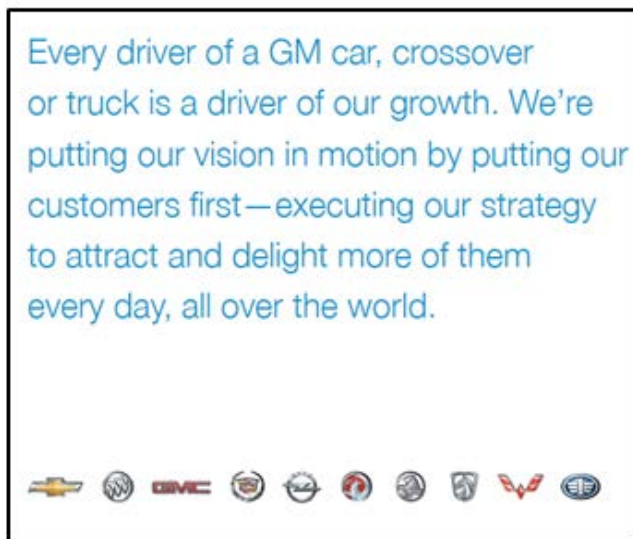 Every driver of a GM car, crossover
or truck is a driver of our growth. We’re
putting our vision in motion by putting our
customers first—executing our strategy
to attract and delight more of them
every day, all over the world.
GMC